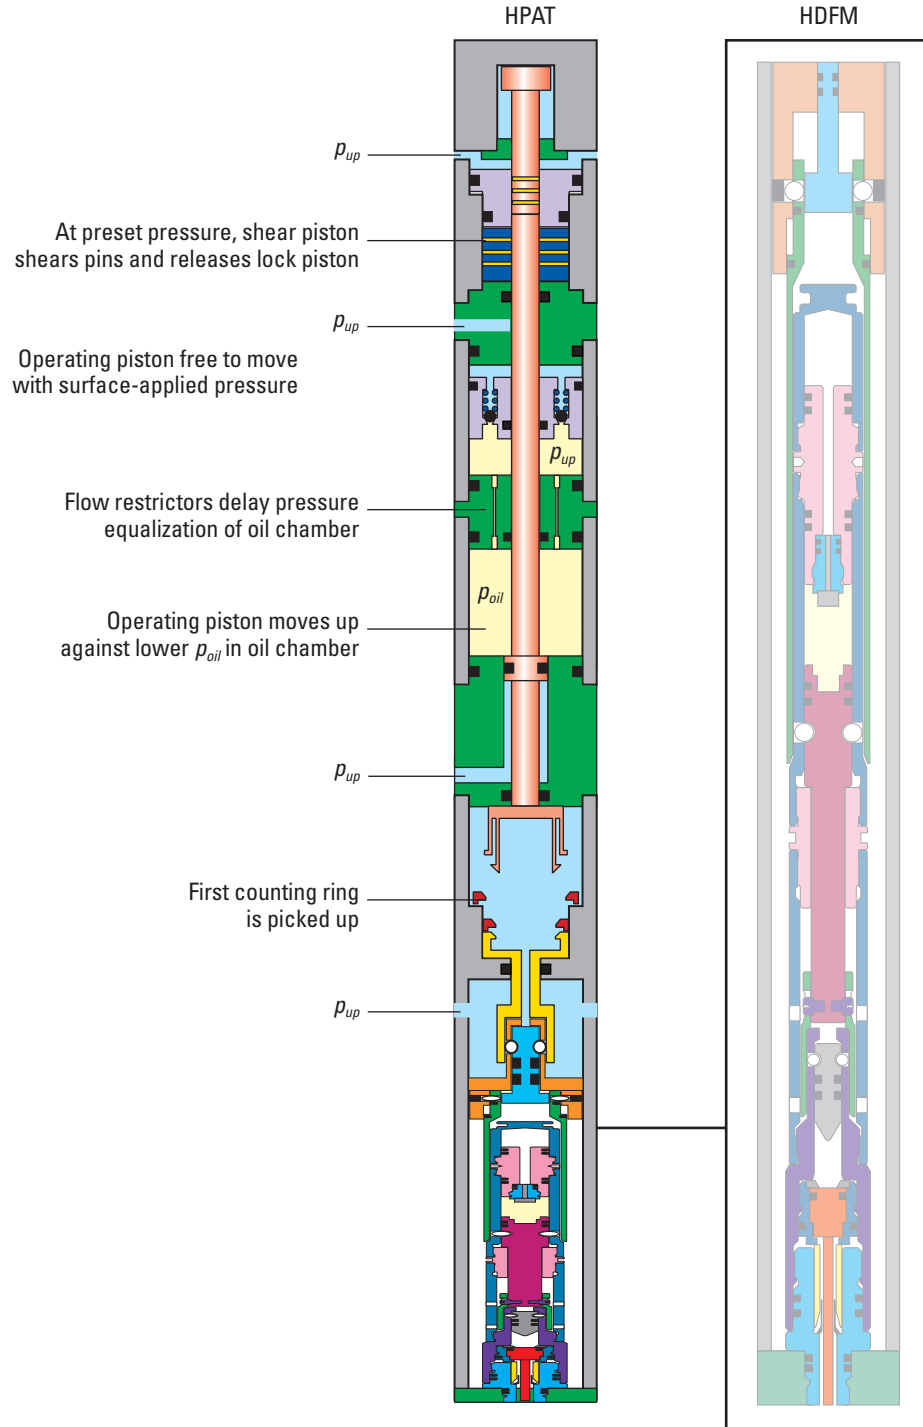 HPAT
HDFM
pup
At preset pressure, shear piston
shears pins and releases lock piston
pup
Operating piston free to move
with surface-applied pressure
pup
Flow restrictors delay pressure
equalization of oil chamber
poil
Operating piston moves up
against lower poil in oil chamber
pup
First counting ring
is picked up
pup